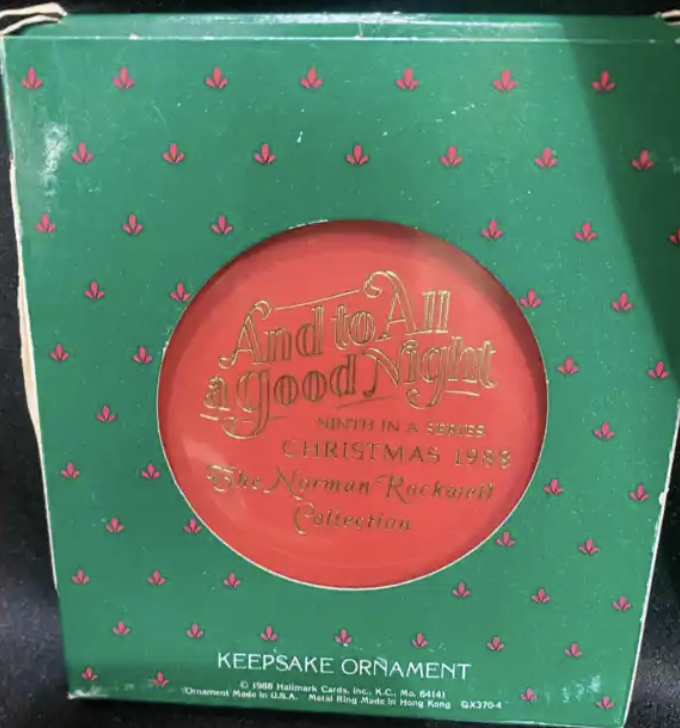 And to All
a Good Night
NINTH IN A SERIES
CHRISTMAS 1988
The Norman Rockwell
Collection
KEEPSAKE ORNAMENT
© 1988 Hallmark Cards, Inc., K.C., Mo. 64141
Ornament Made in U.S.A. Metal Ring Made in Hong Kong QX370-4